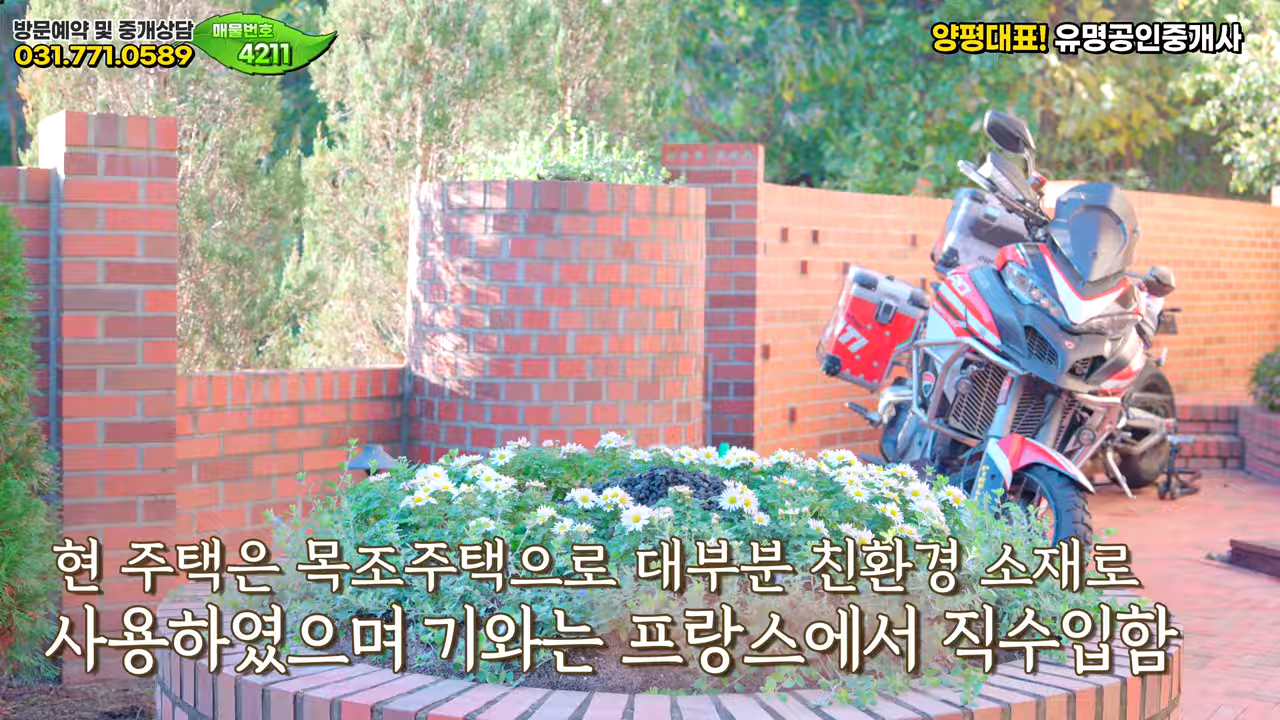 방문예약 및 중개상담
031.771.0589
매물번호
4211
양평대표! 유명공인중개사
현 주택은 목조주택으로 대부분 친환경 소재로
사용하였으며 기와는 프랑스에서 직수입함